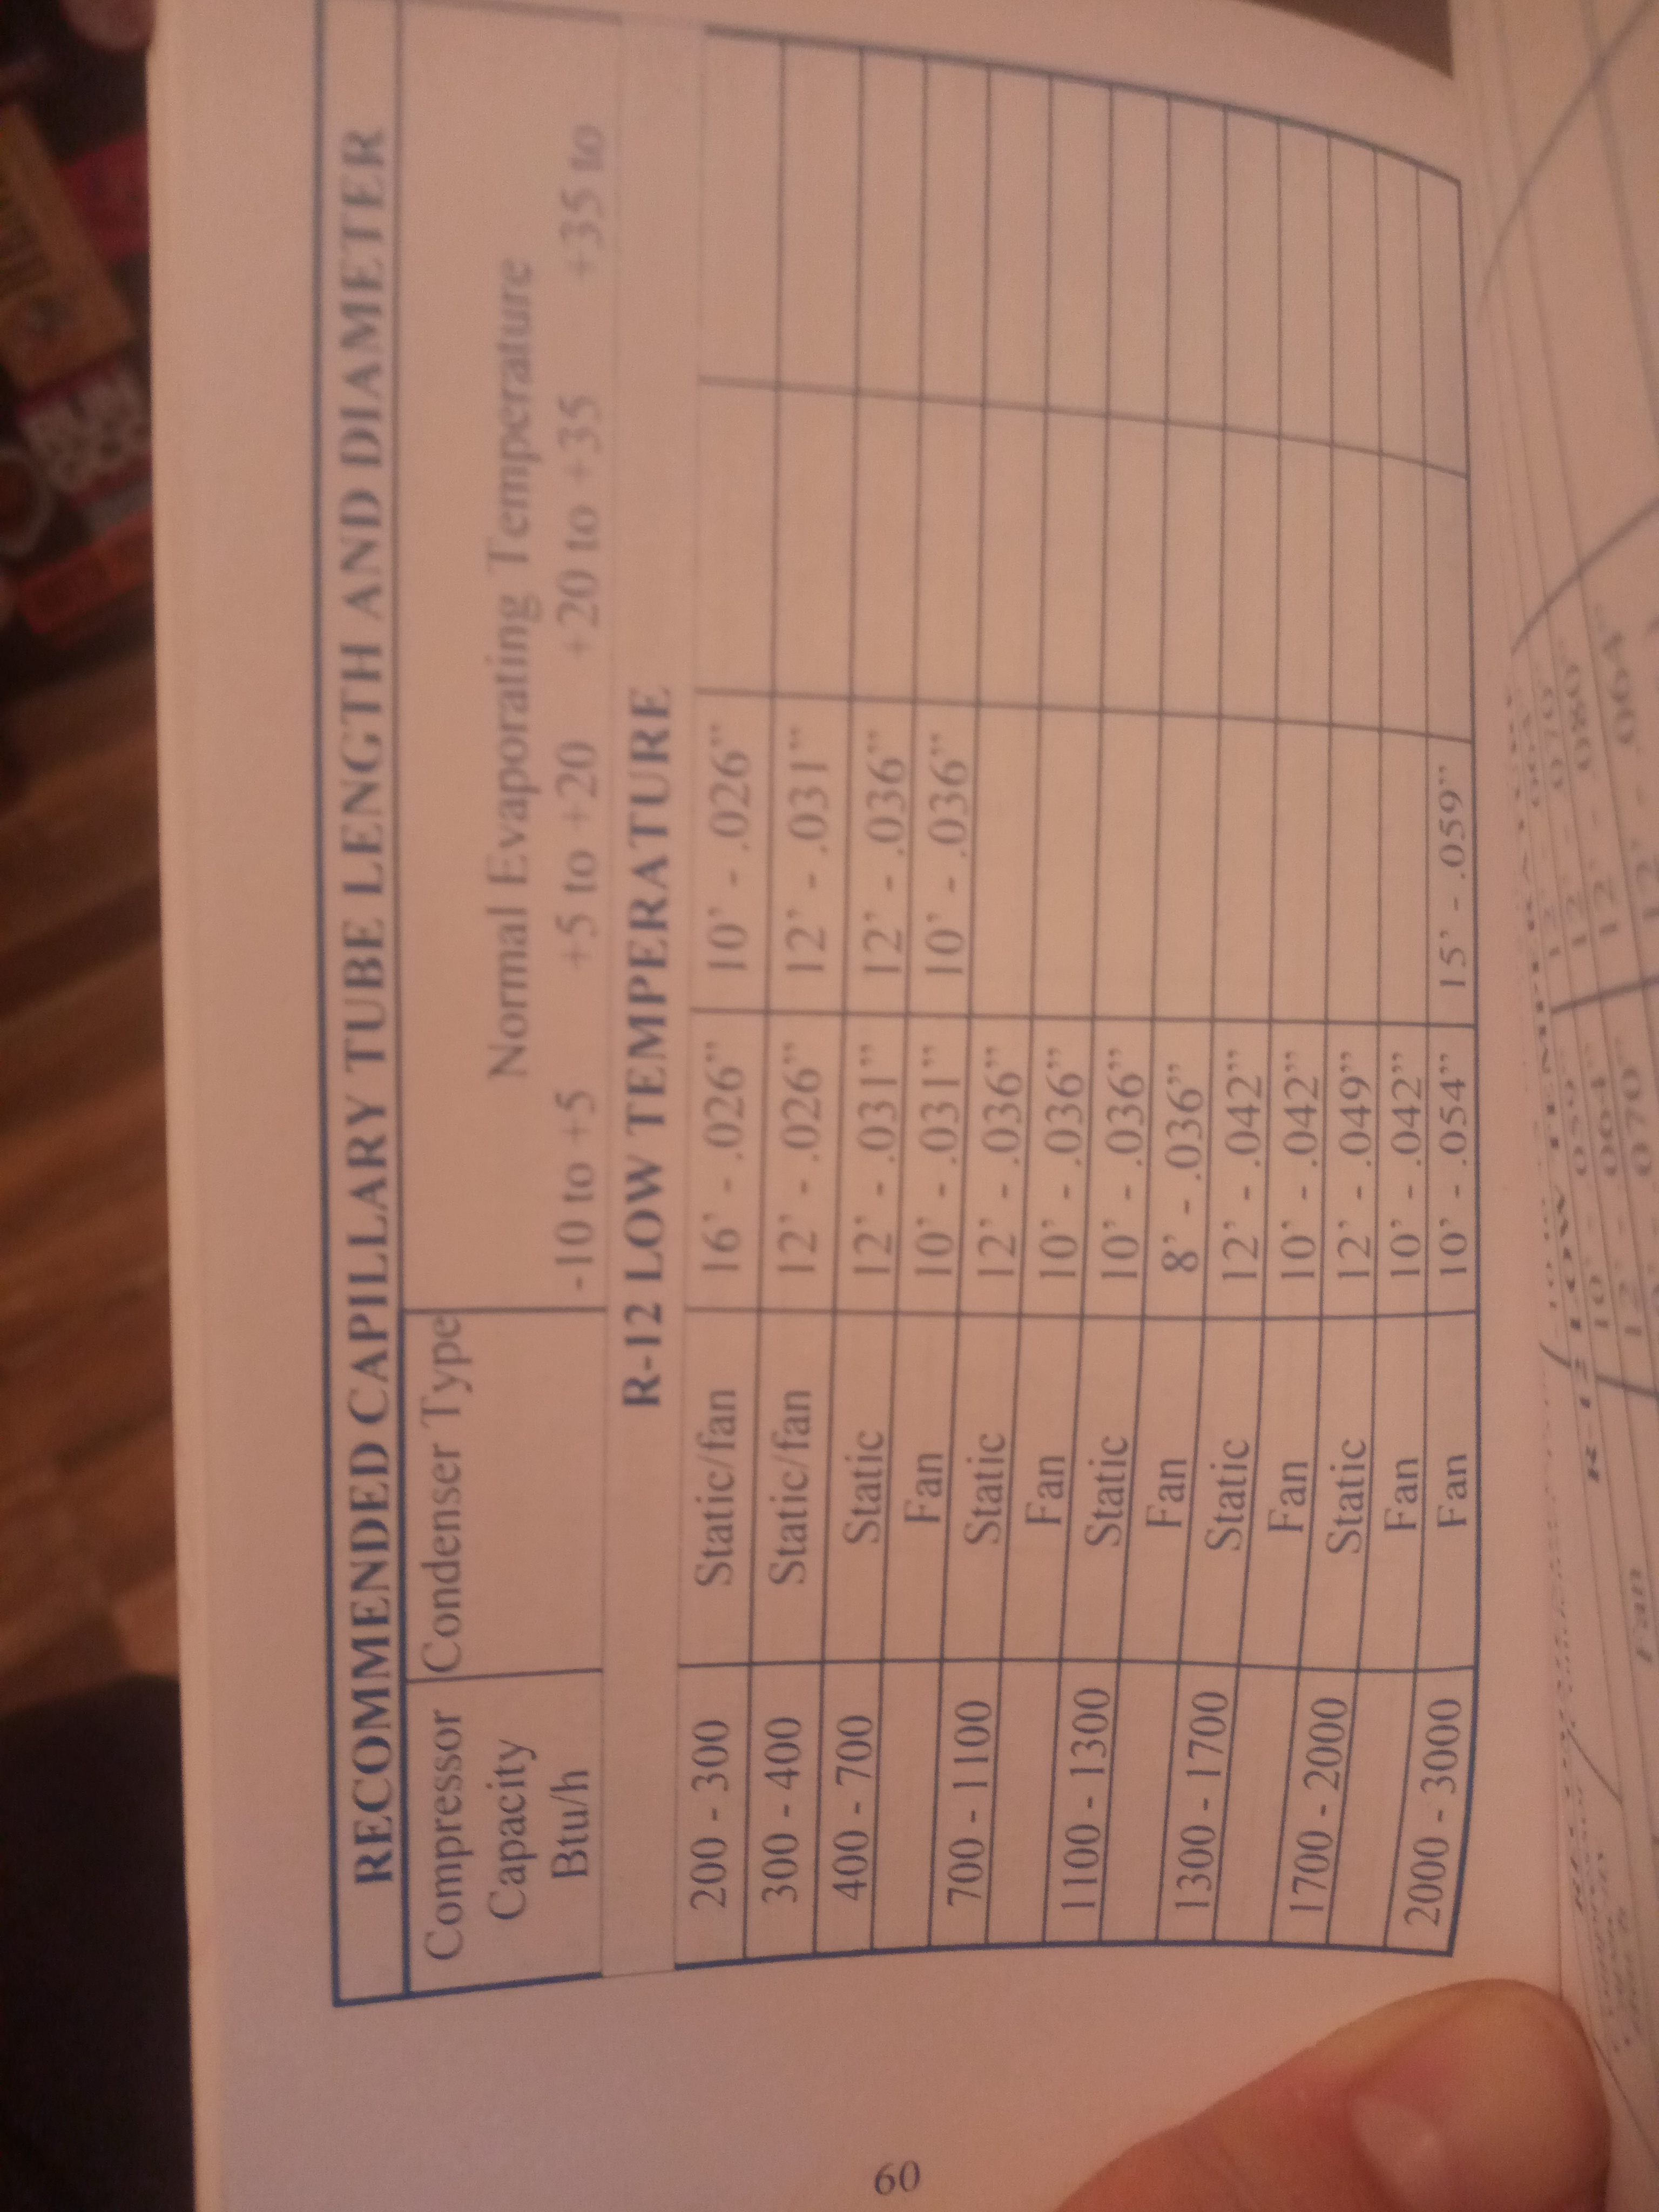 RECOMMENDED CAPILLARY TUBE LENGTH AND DIAMETER
Compressor Capacity Btu/h Condenser Type Normal Evaporating Temperature
-10 to +5 +5 to +20 +20 to +35 +35 to
R-12 LOW TEMPERATURE
200 - 300 Static/fan 16’ - .026” 10’ - .026”
300 - 400 Static/fan 12’ - .026” 12’ - .031”
400 - 700 Static 12’ - .031” 12’ - .036”
Fan 10’ - .031” 10’ - .036”
700 - 1100 Static 12’ - .036”
Fan 10’ - .036”
1100 - 1300 Static 10’ - .036”
Fan 8’ - .036”
1300 - 1700 Static 12’ - .042”
Fan 10’ - .042”
1700 - 2000 Static 12’ - .049”
Fan 10’ - .042”
2000 - 3000 Fan 10’ - .054” 15’ - .059”
60